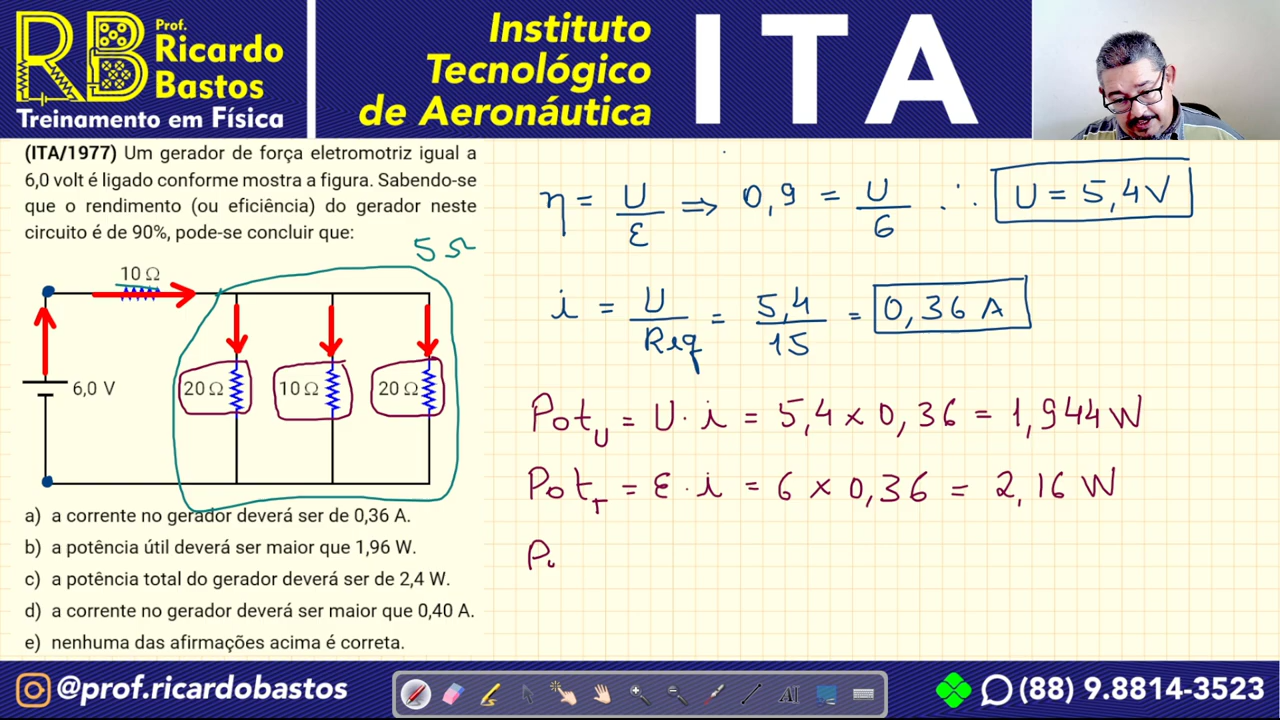 RB Prof.
Ricardo
Bastos
Treinamento em Física
Instituto
Tecnológico
de Aeronáutica
ITA
(ITA/1977) Um gerador de força eletromotriz igual a
6,0 volt é ligado conforme mostra a figura. Sabendo-se
que o rendimento (ou eficiência) do gerador neste
circuito é de 90%, pode-se concluir que:
5 Ω
10 Ω
6,0 V
20 Ω
10 Ω
20 Ω
a) a corrente no gerador deverá ser de 0,36 A.
b) a potência útil deverá ser maior que 1,96 W.
c) a potência total do gerador deverá ser de 2,4 W.
d) a corrente no gerador deverá ser maior que 0,40 A.
e) nenhuma das afirmações acima é correta.
η = U/ε ⇒ 0,9 = U/6 ∴ U = 5,4V
i = U/Req = 5,4/15 = 0,36 A
Pot_U = U · i = 5,4 × 0,36 = 1,944 W
Pot_T = ε · i = 6 × 0,36 = 2,16 W
@prof.ricardobastos
AI
(88) 9.8814-3523